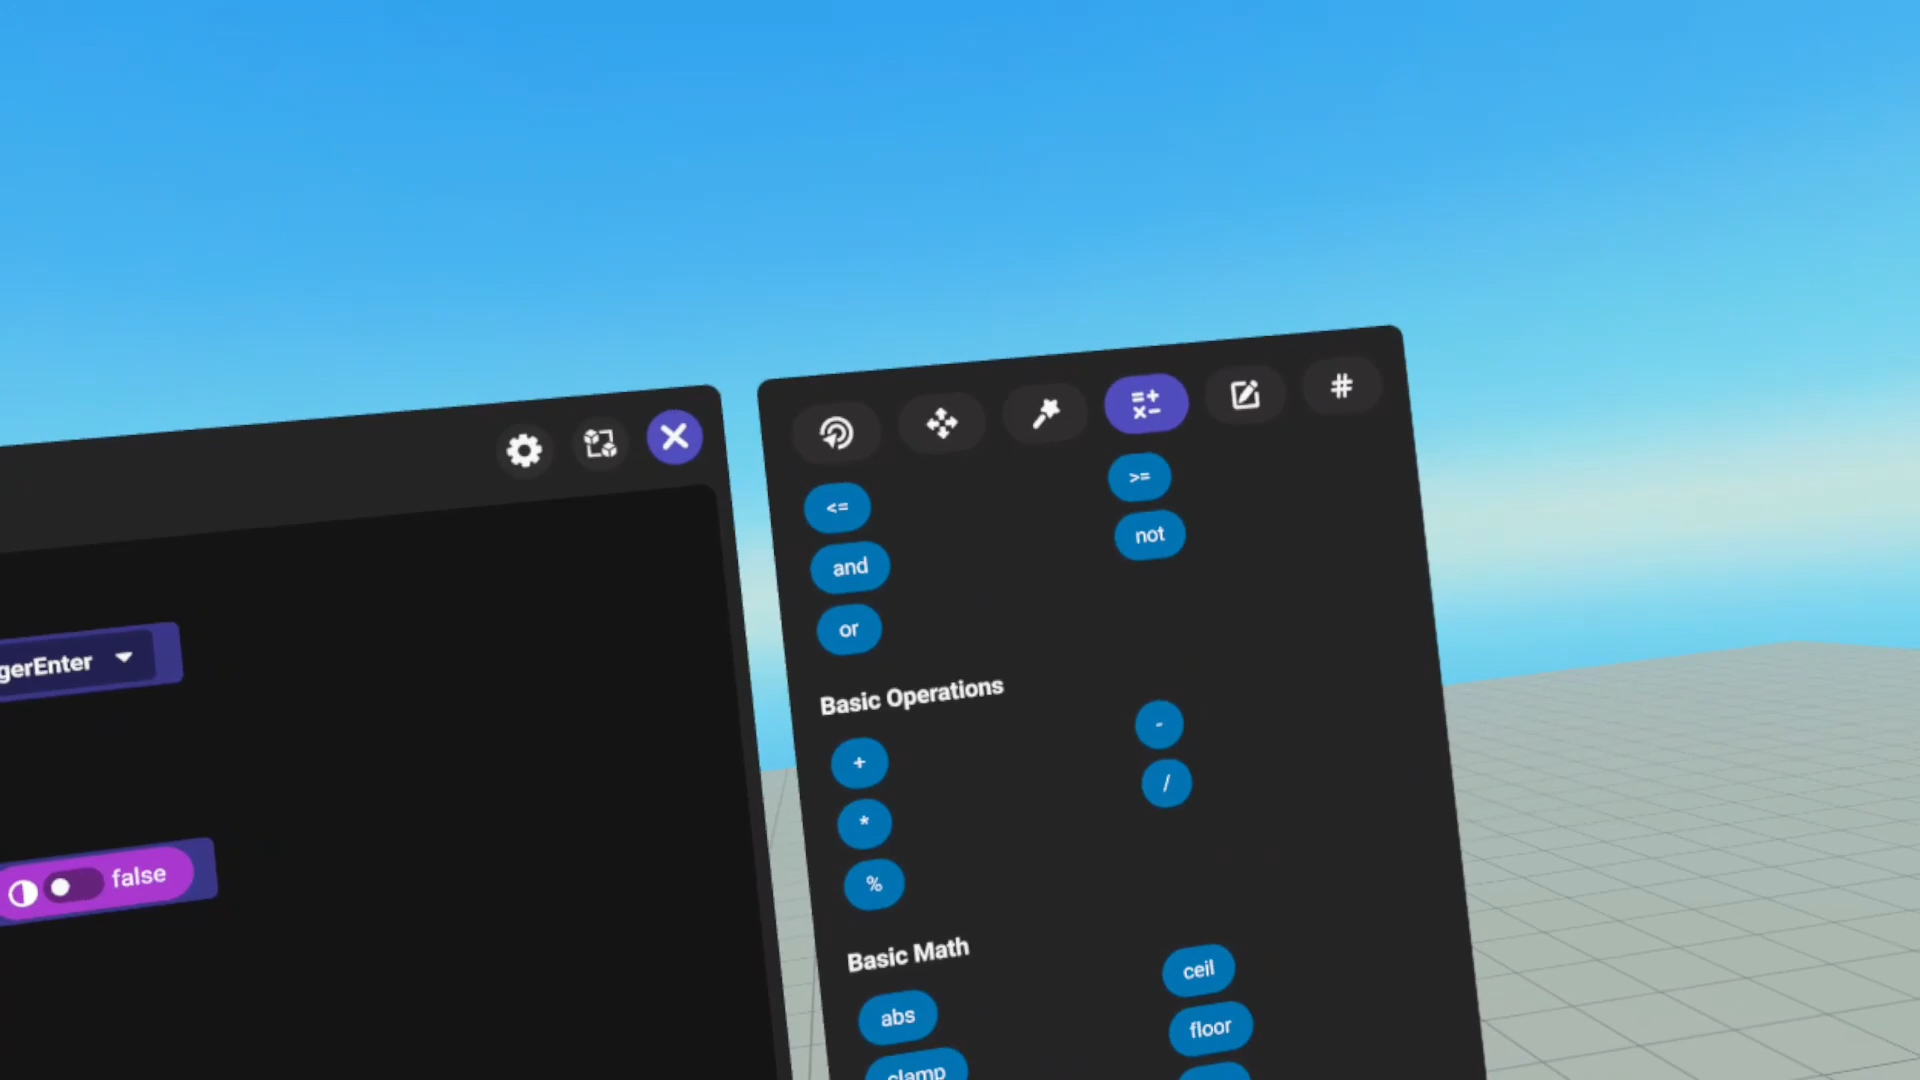 gerEnter
false
#
<= >=
and not
or
Basic Operations
+ -
* /
%
Basic Math
abs ceil
clamp floor